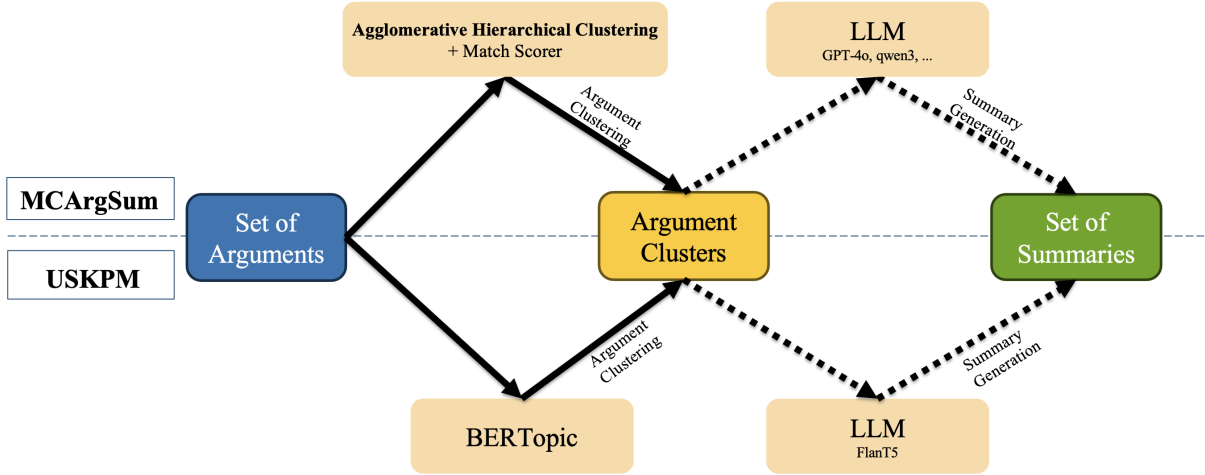 Agglomerative Hierarchical Clustering
+ Match Scorer
LLM
GPT-4o, qwen3, ...
Argument
Clustering
Summary
Generation
MCArgSum
USKPM
Set of
Arguments
Argument
Clusters
Set of
Summaries
Argument
Clustering
Summary
Generation
BERTopic
LLM
FlanT5